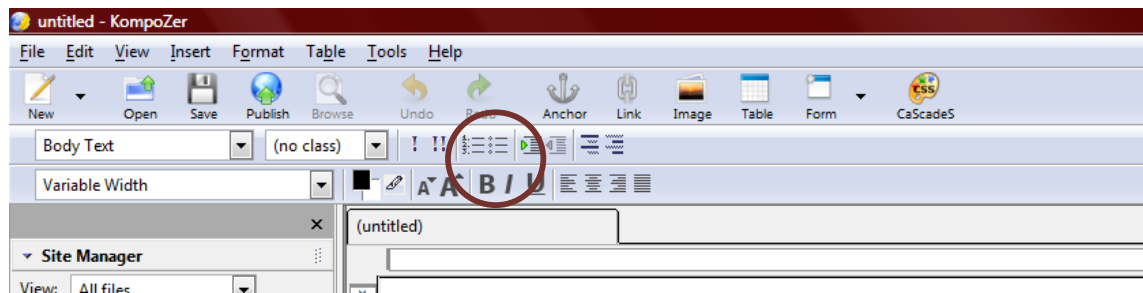 untitled - KompoZer
File Edit View Insert Format Table Tools Help
New Open Save Publish Browse Undo Redo Anchor Link Image Table Form CaScadeS
Body Text (no class) ! !!
Variable Width A A B I U
(untitled)
Site Manager
View: All files